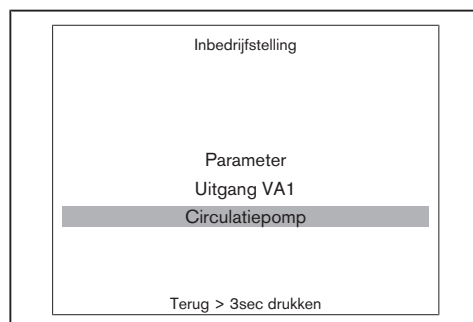 Inbedrijfstelling
Parameter
Uitgang VA1
Circulatiepomp
Terug > 3sec drukken